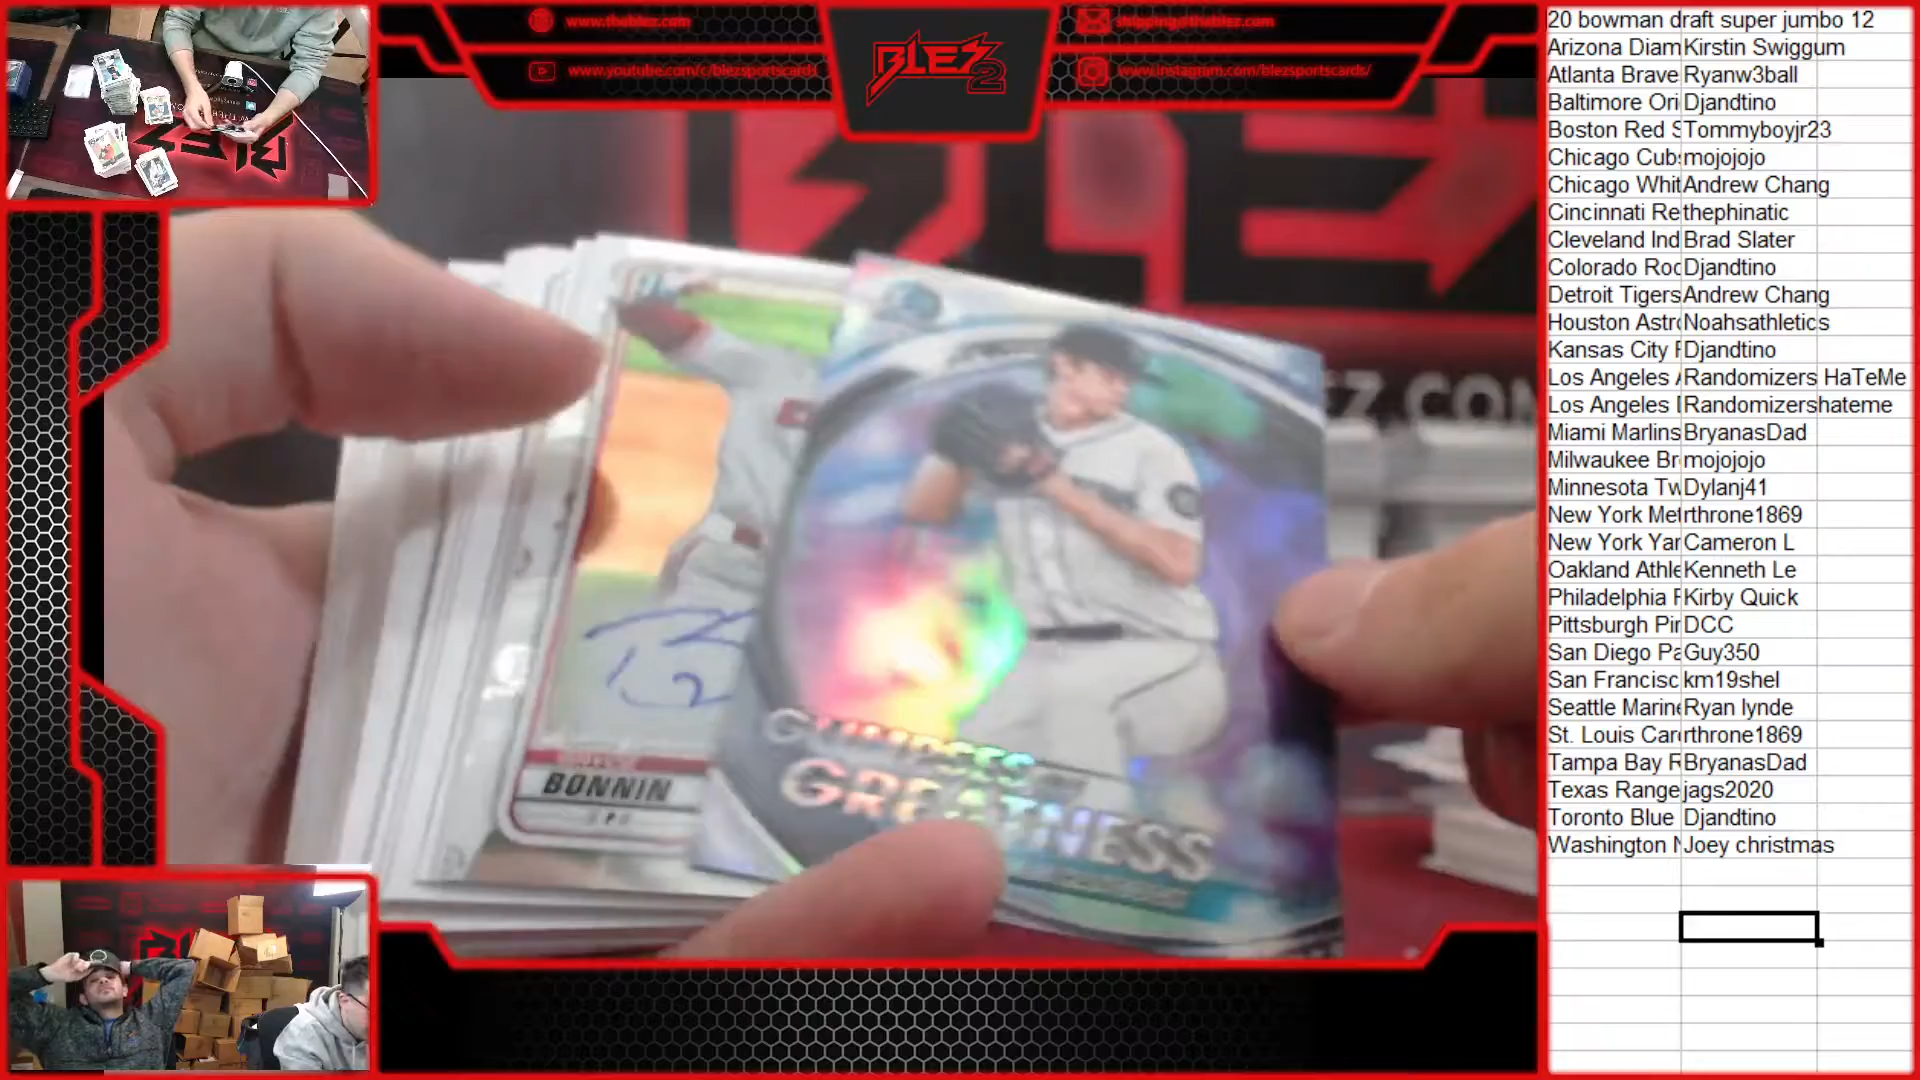 www.theblez.com
shipping@theblez.com
www.youtube.com/c/blezsportscards
www.instagram.com/blezsportscards/
BLEZ
2
BONNIN
GREATNESS
20 bowman draft super jumbo 12
Arizona Diam Kirstin Swiggum
Atlanta Brave Ryanw3ball
Baltimore Ori Djandtino
Boston Red S Tommyboyjr23
Chicago Cub mojojojo
Chicago Whit Andrew Chang
Cincinnati Re thephinatic
Cleveland Ind Brad Slater
Colorado Roc Djandtino
Detroit Tigers Andrew Chang
Houston Astr Noahsathletics
Kansas City Djandtino
Los Angeles Randomizers HaTeMe
Los Angeles Randomizershateme
Miami Marlins BryanasDad
Milwaukee Br mojojojo
Minnesota Tw Dylanj41
New York Met rthrone1869
New York Yan Cameron L
Oakland Athle Kenneth Le
Philadelphia Kirby Quick
Pittsburgh Pir DCC
San Diego Pa Guy350
San Francisc km19shel
Seattle Marine Ryan lynde
St. Louis Car rthrone1869
Tampa Bay R BryanasDad
Texas Range jags2020
Toronto Blue Djandtino
Washington N Joey christmas